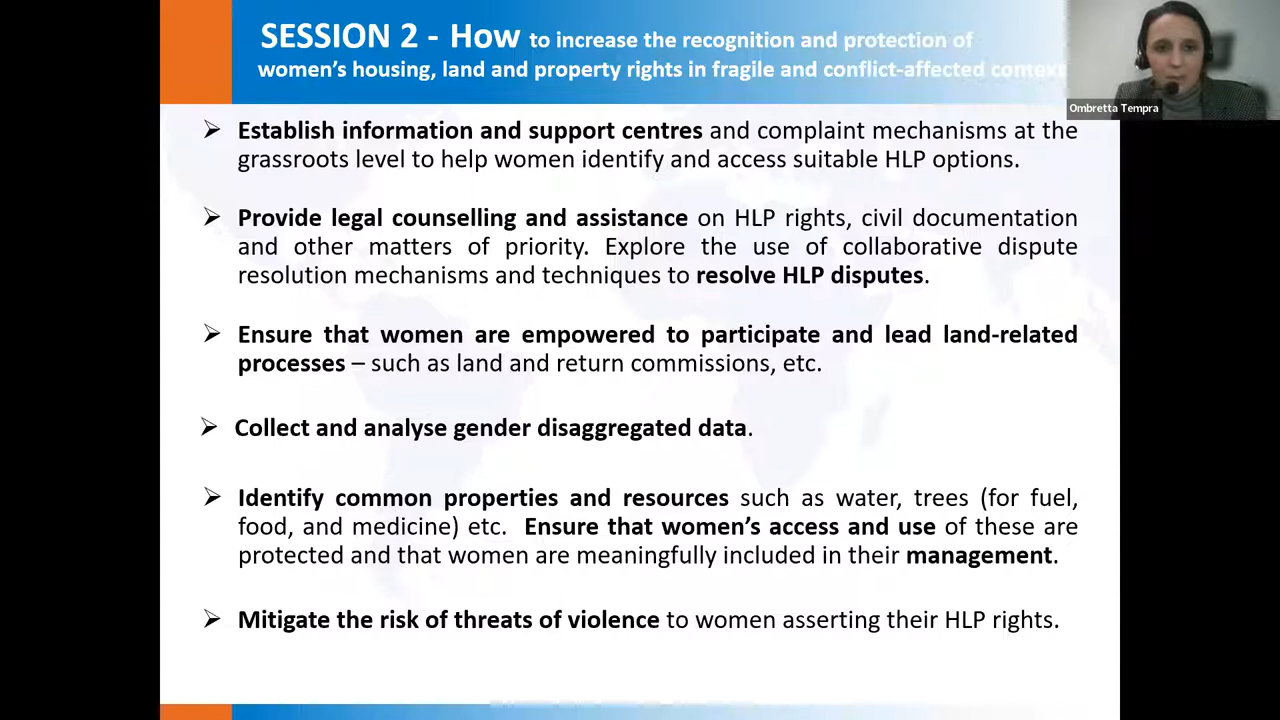 SESSION 2 - How to increase the recognition and protection of
women's housing, land and property rights in fragile and conflict-affected context
Ombretta Tempra
➢ Establish information and support centres and complaint mechanisms at the
grassroots level to help women identify and access suitable HLP options.
➢ Provide legal counselling and assistance on HLP rights, civil documentation
and other matters of priority. Explore the use of collaborative dispute
resolution mechanisms and techniques to resolve HLP disputes.
➢ Ensure that women are empowered to participate and lead land-related
processes – such as land and return commissions, etc.
➢ Collect and analyse gender disaggregated data.
➢ Identify common properties and resources such as water, trees (for fuel,
food, and medicine) etc. Ensure that women's access and use of these are
protected and that women are meaningfully included in their management.
➢ Mitigate the risk of threats of violence to women asserting their HLP rights.